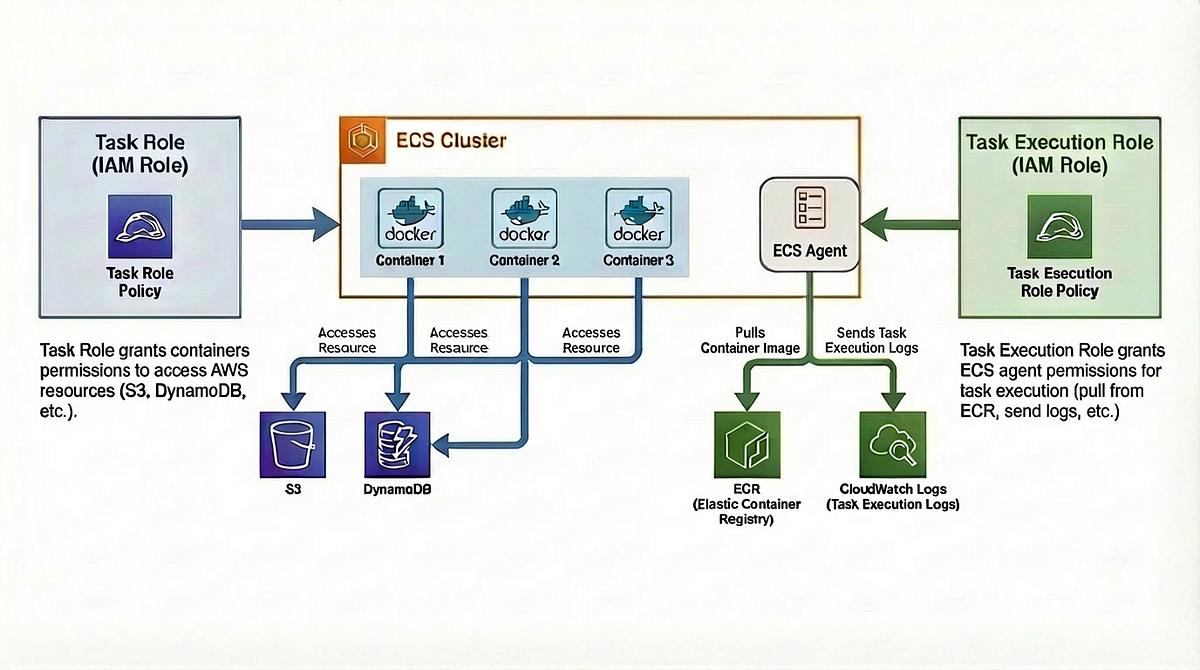 Task Role
(IAM Role)
Task Role
Policy
Task Role grants containers
permissions to access AWS
resources (S3, DynamoDB,
etc.).
ECS Cluster
docker
docker
docker
Container 1
Container 2
Container 3
ECS Agent
Accesses
Resource
Accesses
Resaurce
Accesses
Resource
Pulls
Container Image
Sends Task
Execution Logs
S3
DynamoDB
ECR
(Elastic Container
Registry)
CloudWatch Logs
(Task Execution Logs)
Task Execution Role
(IAM Role)
Task Esecution
Role Policy
Task Execution Role grants
ECS agent permissions for
task execution (pull from
ECR, send logs, etc.)